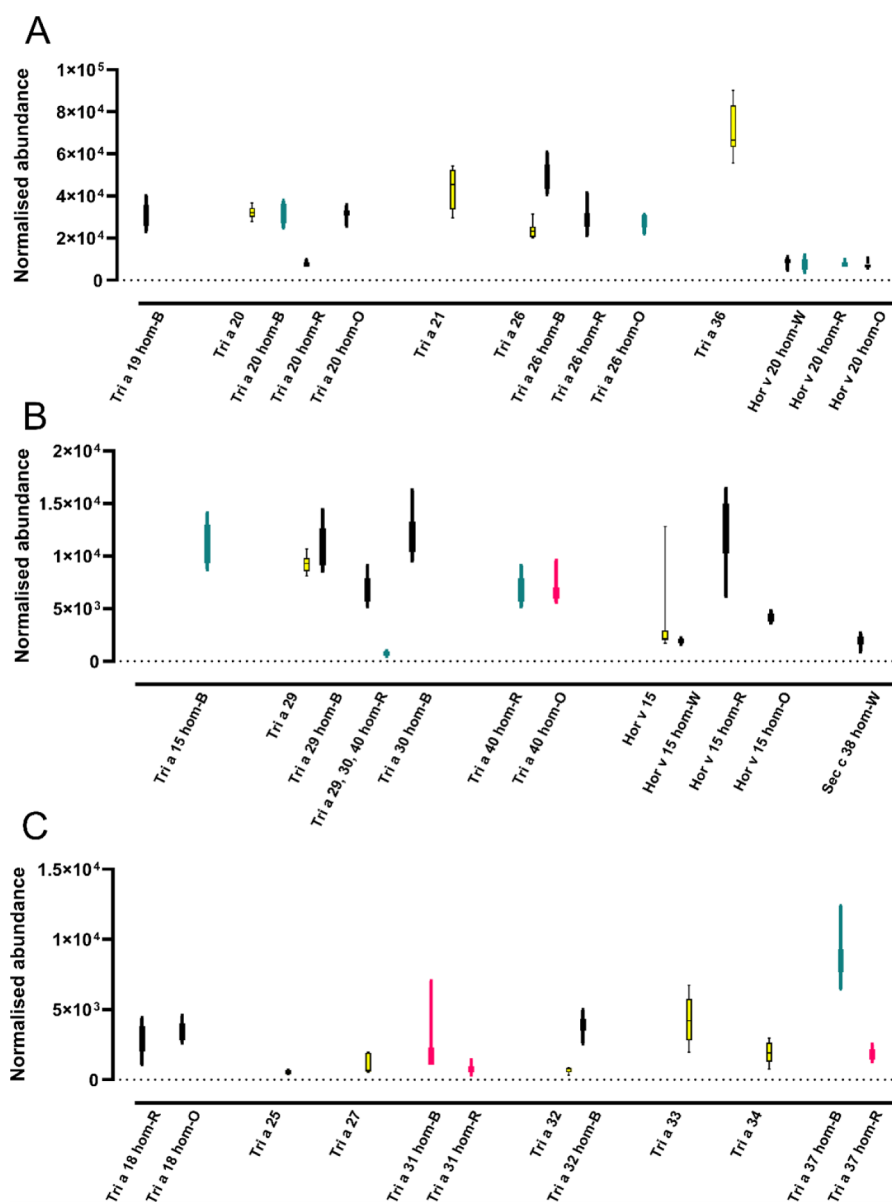 A
Normalised abundance
1×10⁵
8×10⁴
6×10⁴
4×10⁴
2×10⁴
0
Tri a 19 hom-B
Tri a 20
Tri a 20 hom-B
Tri a 20 hom-R
Tri a 20 hom-O
Tri a 21
Tri a 26
Tri a 26 hom-B
Tri a 26 hom-R
Tri a 26 hom-O
Tri a 36
Hor v 20 hom-W
Hor v 20 hom-R
Hor v 20 hom-O
B
Normalised abundance
2×10⁴
1.5×10⁴
1×10⁴
5×10³
0
Tri a 15 hom-B
Tri a 29
Tri a 29 hom-B
Tri a 29, 30, 40 hom-R
Tri a 30 hom-B
Tri a 40 hom-R
Tri a 40 hom-O
Hor v 15
Hor v 15 hom-W
Hor v 15 hom-R
Hor v 15 hom-O
Sec c 38 hom-W
C
Normalised abundance
1.5×10⁴
1×10⁴
5×10³
0
Tri a 18 hom-R
Tri a 18 hom-O
Tri a 25
Tri a 27
Tri a 31 hom-B
Tri a 31 hom-R
Tri a 32
Tri a 32 hom-B
Tri a 33
Tri a 34
Tri a 37 hom-B
Tri a 37 hom-R